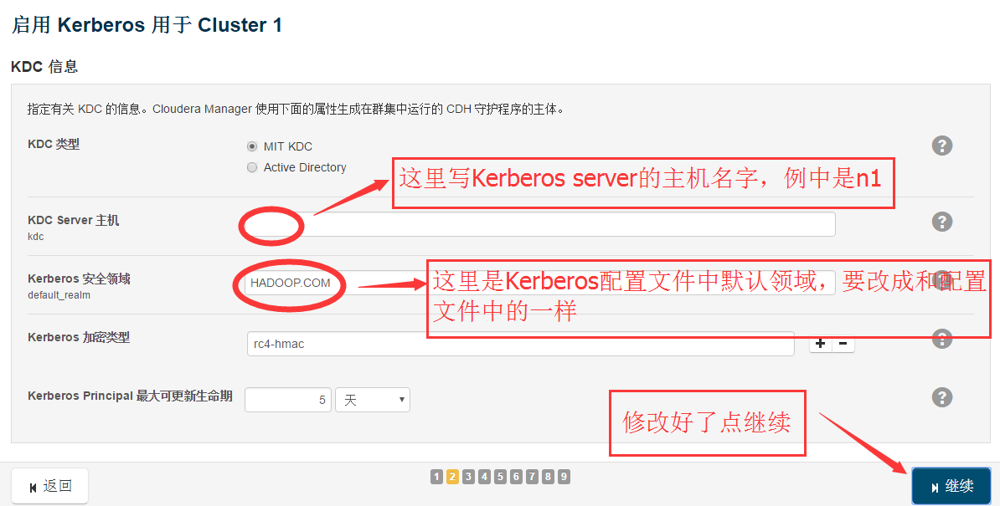 启用 Kerberos 用于 Cluster 1
KDC 信息
指定有关 KDC 的信息。Cloudera Manager 使用下面的属性生成在群集中运行的 CDH 守护程序的主体。
KDC 类型
MIT KDC
?
Active Directory
这里写Kerberos server的主机名字，例中是n1
KDC Server 主机
kdc
?
Kerberos 安全领域
default_realm
HADOOP.COM
这里是Kerberos配置文件中默认领域，要改成和配置
文件中的一样
?
Kerberos 加密类型
rc4-hmac
+ −
?
Kerberos Principal 最大可更新生命期
5
天
?
修改好了点继续
返回
1 2 3 4 5 6 7 8 9
继续